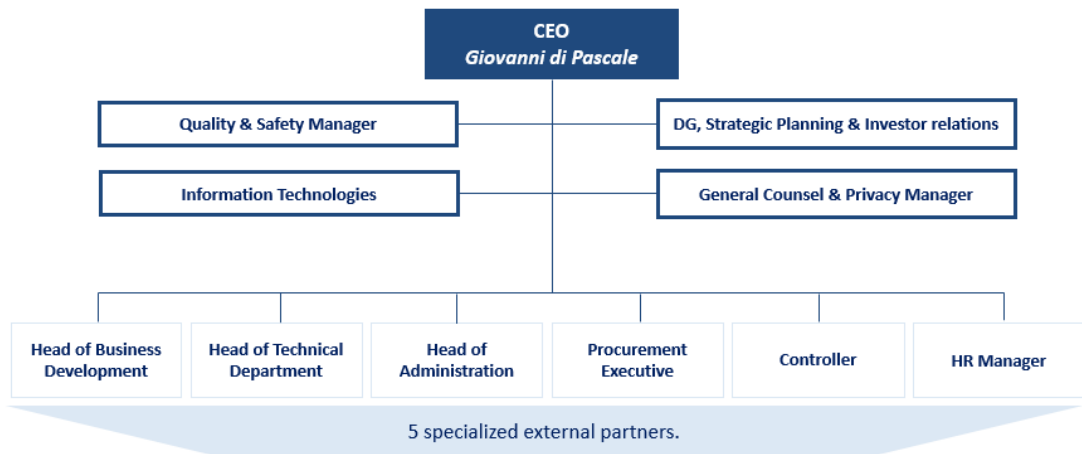 CEO
Giovanni di Pascale
Quality & Safety Manager
DG, Strategic Planning & Investor relations
Information Technologies
General Counsel & Privacy Manager
Head of Business
Development
Head of Technical
Department
Head of
Administration
Procurement
Executive
Controller
HR Manager
5 specialized external partners.